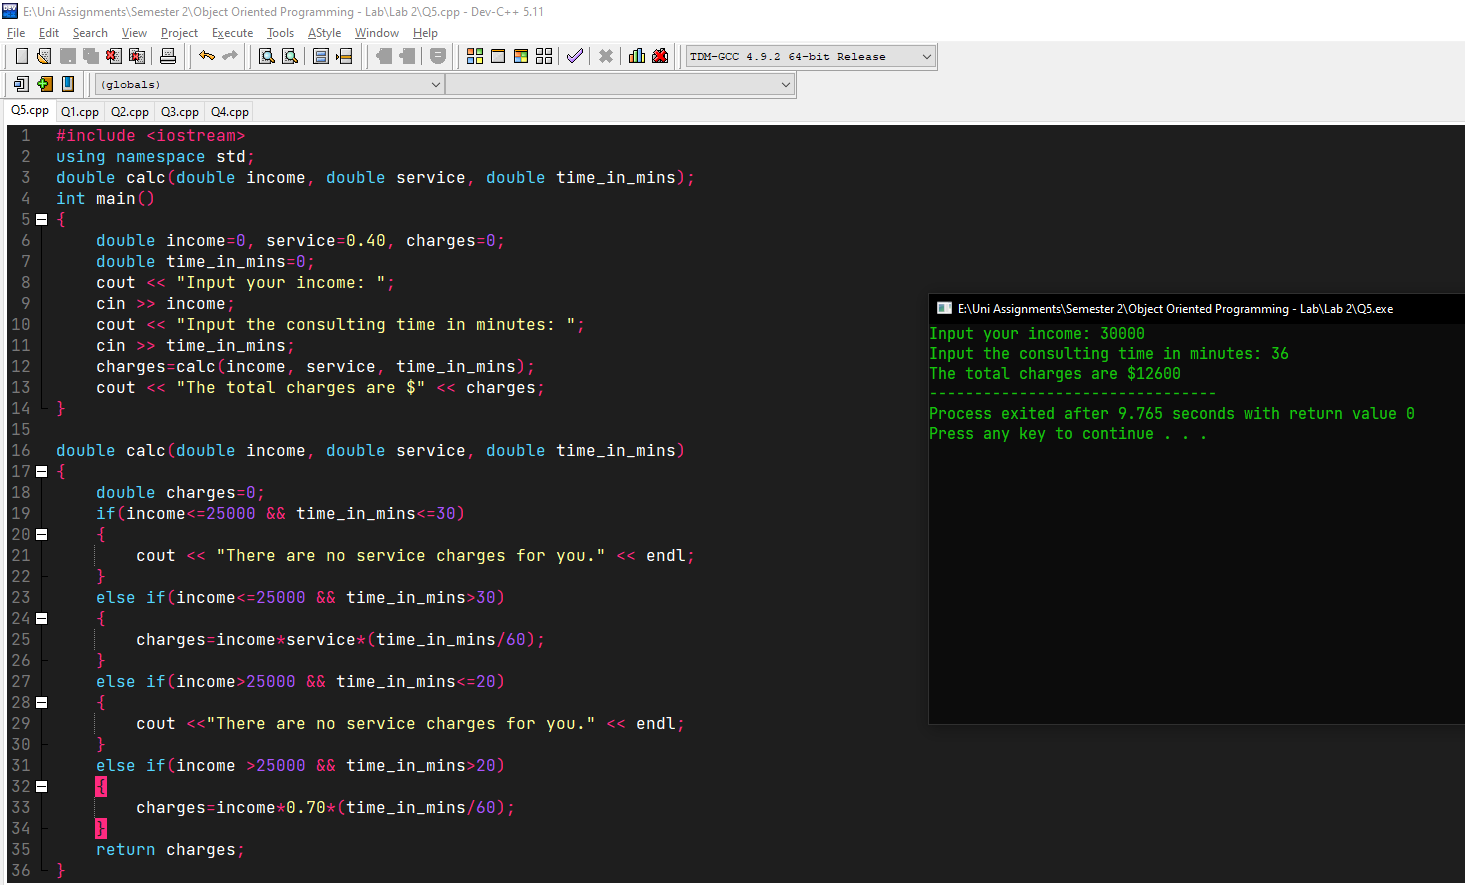 E:\Uni Assignments\Semester 2\Object Oriented Programming - Lab\Lab 2\Q5.cpp - Dev-C++ 5.11
File Edit Search View Project Execute Tools AStyle Window Help
TDM-GCC 4.9.2 64-bit Release
(globals)
Q5.cpp Q1.cpp Q2.cpp Q3.cpp Q4.cpp
1 #include <iostream>
2 using namespace std;
3 double calc(double income, double service, double time_in_mins);
4 int main()
5 {
6 double income=0, service=0.40, charges=0;
7 double time_in_mins=0;
8 cout << "Input your income: ";
9 cin >> income;
10 cout << "Input the consulting time in minutes: ";
11 cin >> time_in_mins;
12 charges=calc(income, service, time_in_mins);
13 cout << "The total charges are $" << charges;
14 }
15
16 double calc(double income, double service, double time_in_mins)
17 {
18 double charges=0;
19 if(income<=25000 && time_in_mins<=30)
20 {
21 cout << "There are no service charges for you." << endl;
22 }
23 else if(income<=25000 && time_in_mins>30)
24 {
25 charges=income*service*(time_in_mins/60);
26 }
27 else if(income>25000 && time_in_mins<=20)
28 {
29 cout <<"There are no service charges for you." << endl;
30 }
31 else if(income >25000 && time_in_mins>20)
32 {
33 charges=income*0.70*(time_in_mins/60);
34 }
35 return charges;
36 }
E:\Uni Assignments\Semester 2\Object Oriented Programming - Lab\Lab 2\Q5.exe
Input your income: 30000
Input the consulting time in minutes: 36
The total charges are $12600
--------------------------------
Process exited after 9.765 seconds with return value 0
Press any key to continue . . .